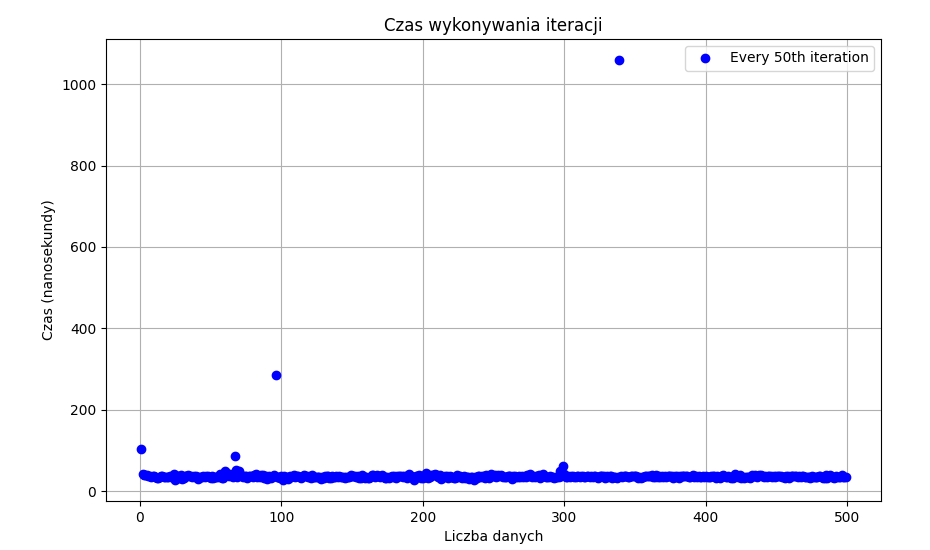 Czas wykonywania iteracji
Every 50th iteration
Czas (nanosekundy)
1000
800
600
400
200
0
0 100 200 300 400 500
Liczba danych